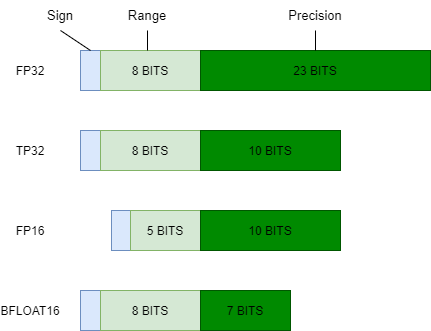 Sign Range Precision
FP32 8 BITS 23 BITS
TP32 8 BITS 10 BITS
FP16 5 BITS 10 BITS
BFLOAT16 8 BITS 7 BITS